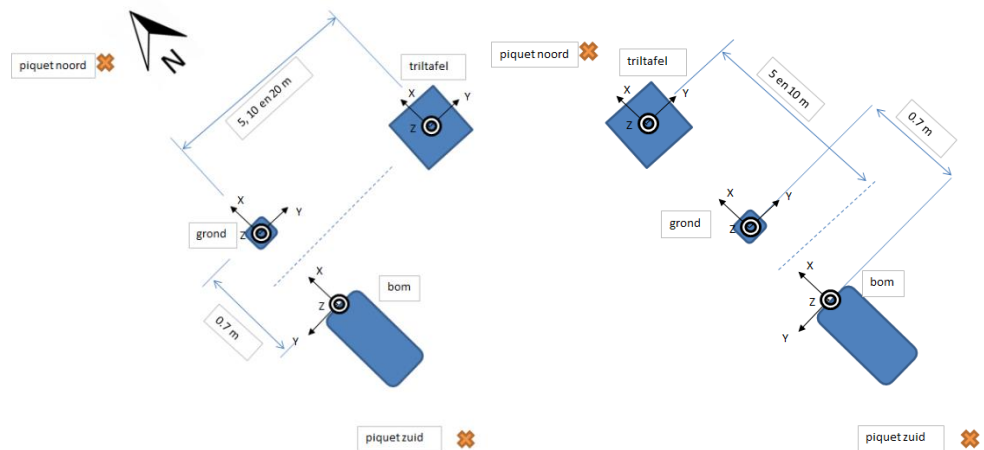 piquet noord
N
5, 10 en 20 m
triltafel
X
Y
Z
X
Y
grond
Z
X
bom
Z
0.7 m
Y
piquet zuid
piquet noord
triltafel
X
Y
Z
5 en 10 m
0.7 m
X
Y
grond
Z
X
bom
Z
Y
piquet zuid